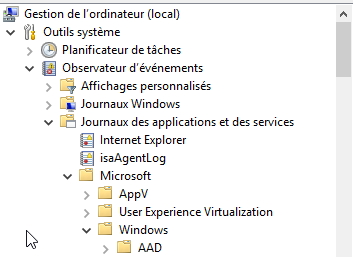 Gestion de l'ordinateur (local)
Outils système
Planificateur de tâches
Observateur d'événements
Affichages personnalisés
Journaux Windows
Journaux des applications et des services
Internet Explorer
isaAgentLog
Microsoft
AppV
User Experience Virtualization
Windows
AAD